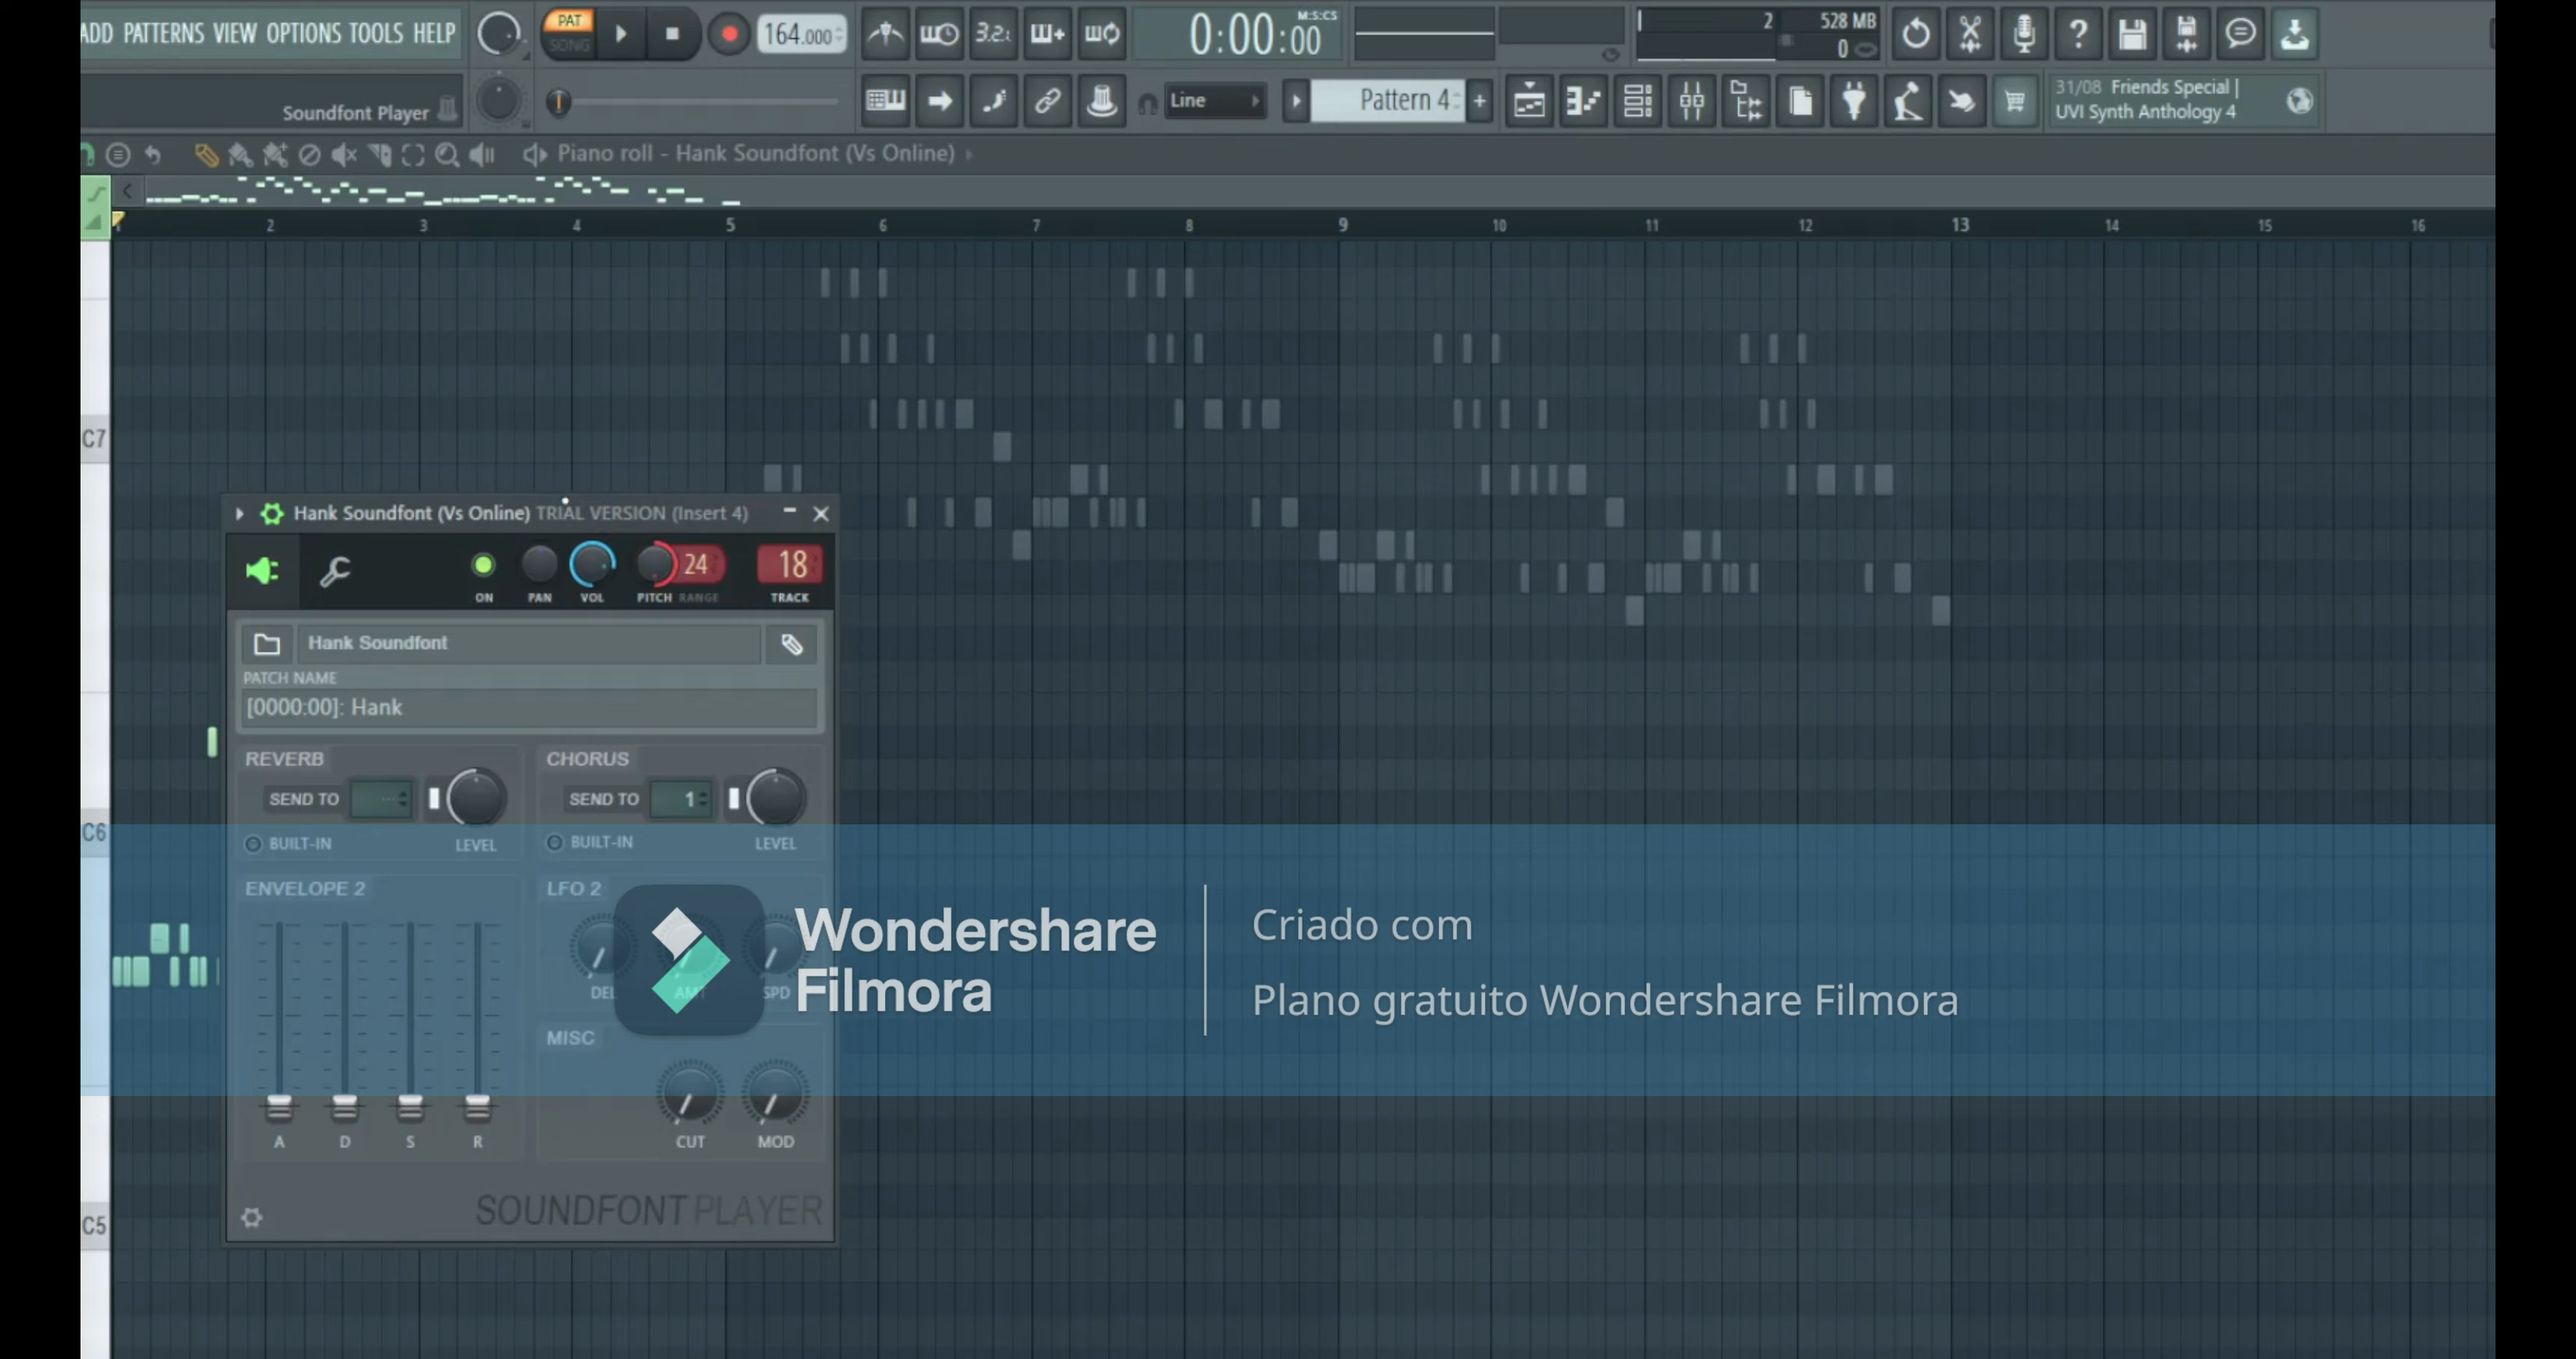 ADD PATTERNS VIEW OPTIONS TOOLS HELP
PAT
SONG
164.000
3.2.
0:00:00
M:S:CS
2
528 MB
0
Soundfont Player
Line
Pattern 4
+
31/08 Friends Special |
UVI Synth Anthology 4
Piano roll - Hank Soundfont (Vs Online)
2 3 4 5 6 7 8 9 10 11 12 13 14 15 16
C7
Hank Soundfont (Vs Online) TRIAL VERSION (Insert 4)
24
18
ON PAN VOL PITCH RANGE TRACK
Hank Soundfont
PATCH NAME
[0000:00]: Hank
REVERB
CHORUS
SEND TO
SEND TO 1
C6
BUILT-IN LEVEL
BUILT-IN LEVEL
ENVELOPE 2
LFO 2
Wondershare
Filmora
Criado com
Plano gratuito Wondershare Filmora
DEL AMT SPD
MISC
A D S R
CUT MOD
SOUNDFONT PLAYER
C5